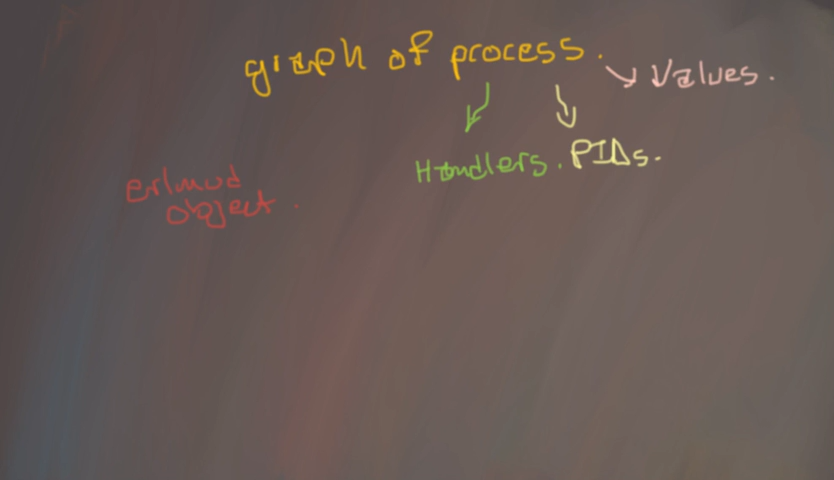 graph of process.
Values.
Handlers. PIDs.
erlmud
object.